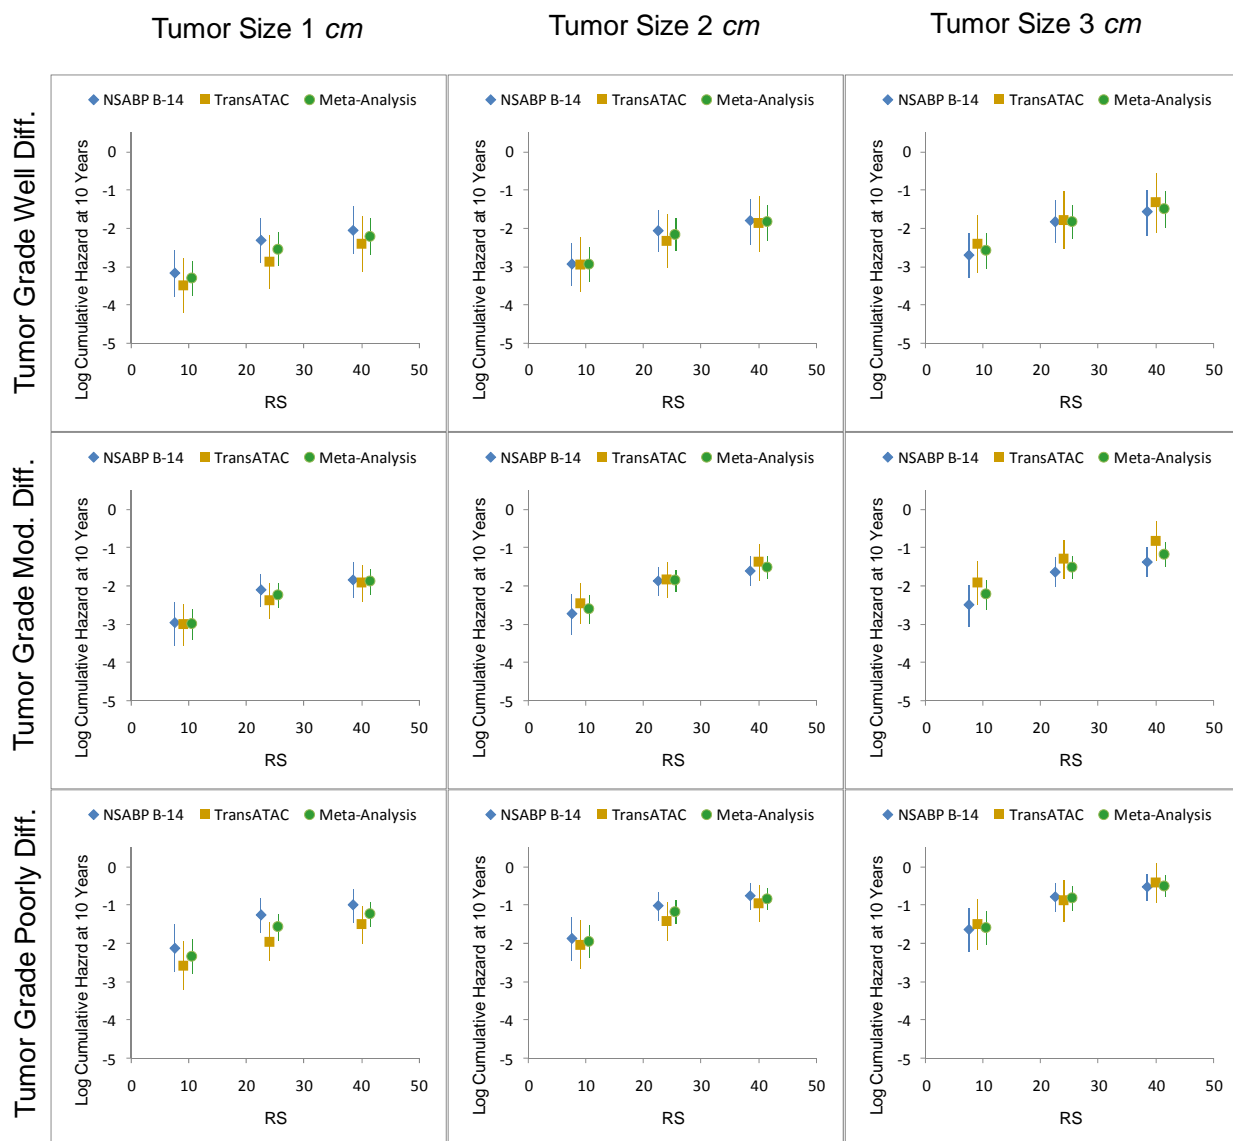 Tumor Size 1 cm
Tumor Size 2 cm
Tumor Size 3 cm
Tumor Grade Well Diff.
NSABP B-14 TransATAC Meta-Analysis
Log Cumulative Hazard at 10 Years
0
-1
-2
-3
-4
-5
0 10 20 30 40 50
RS
NSABP B-14 TransATAC Meta-Analysis
Log Cumulative Hazard at 10 Years
0
-1
-2
-3
-4
-5
0 10 20 30 40 50
RS
NSABP B-14 TransATAC Meta-Analysis
Log Cumulative Hazard at 10 Years
0
-1
-2
-3
-4
-5
0 10 20 30 40 50
RS
Tumor Grade Mod. Diff.
NSABP B-14 TransATAC Meta-Analysis
Log Cumulative Hazard at 10 Years
0
-1
-2
-3
-4
-5
0 10 20 30 40 50
RS
NSABP B-14 TransATAC Meta-Analysis
Log Cumulative Hazard at 10 Years
0
-1
-2
-3
-4
-5
0 10 20 30 40 50
RS
NSABP B-14 TransATAC Meta-Analysis
Log Cumulative Hazard at 10 Years
0
-1
-2
-3
-4
-5
0 10 20 30 40 50
RS
Tumor Grade Poorly Diff.
NSABP B-14 TransATAC Meta-Analysis
Log Cumulative Hazrd at 10 Years
0
-1
-2
-3
-4
-5
0 10 20 30 40 50
RS
NSABP B-14 TransATAC Meta-Analysis
Log Cumulative Hazard at 10 Years
0
-1
-2
-3
-4
-5
0 10 20 30 40 50
RS
NSABP B-14 TransATAC Meta-Analysis
Log Cumulative Hazard at 10 Years
0
-1
-2
-3
-4
-5
0 10 20 30 40 50
RS